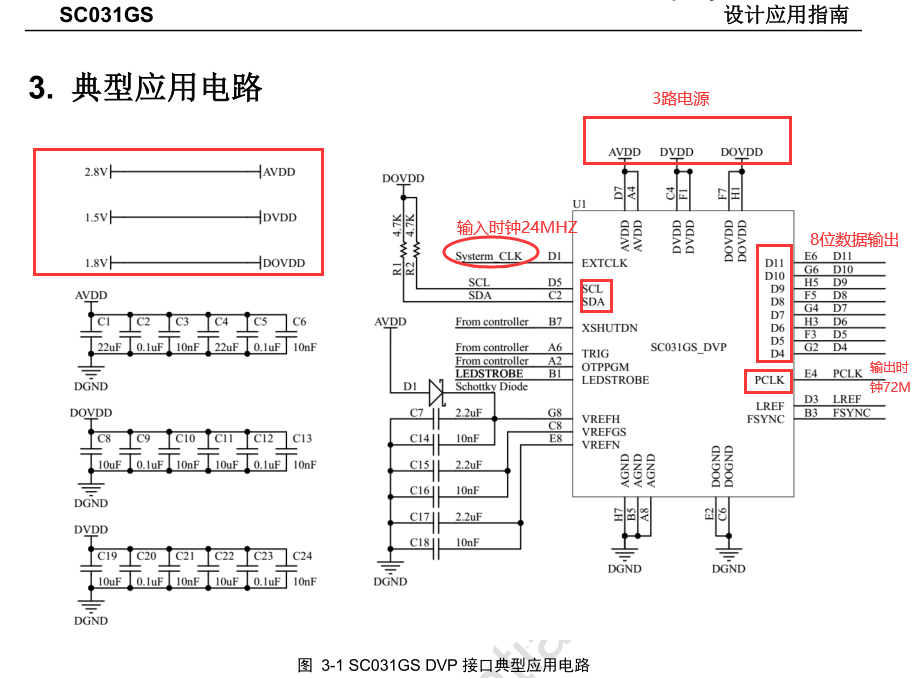 SC031GS 设计应用指南
3. 典型应用电路
3路电源
2.8V AVDD
1.5V DVDD
1.8V DOVDD
AVDD DVDD DOVDD
D7 A4 C4 F1 F7 H1
U1
AVDD AVDD DVDD DVDD DOVDD DOVDD
DOVDD
4.7K 4.7K
R1 R2
输入时钟24MHZ
Systerm_CLK D1 EXTCLK
SCL D5 SCL
SDA C2 SDA
From controller B7 XSHUTDN
From controller A6 TRIG
From controller A2 OTPPGM
LEDSTROBE B1 LEDSTROBE
SC031GS_DVP
8位数据输出
D11 E6 D11
D10 G6 D10
D9 H5 D9
D8 F5 D8
D7 G4 D7
D6 H3 D6
D5 F3 D5
D4 G2 D4
PCLK E4 PCLK
输出时
钟72M
LREF D3 LREF
FSYNC B3 FSYNC
AVDD
D1 Schottky Diode
C7 2.2uF G8 VREFH
C8 VREFGS
E8 VREFN
C14 10nF
C15 2.2uF
C16 10nF
C17 2.2uF
C18 10nF
DGND
AGND AGND AGND DOGND DOGND
H7 B5 A8 E2 C6
DGND DGND
AVDD
C1 C2 C3 C4 C5 C6
22uF 0.1uF 10nF 22uF 0.1uF 10nF
DGND
DOVDD
C8 C9 C10 C11 C12 C13
10uF 0.1uF 10nF 10uF 0.1uF 10nF
DGND
DVDD
C19 C20 C21 C22 C23 C24
10uF 0.1uF 10nF 10uF 0.1uF 10nF
DGND
图 3-1 SC031GS DVP 接口典型应用电路